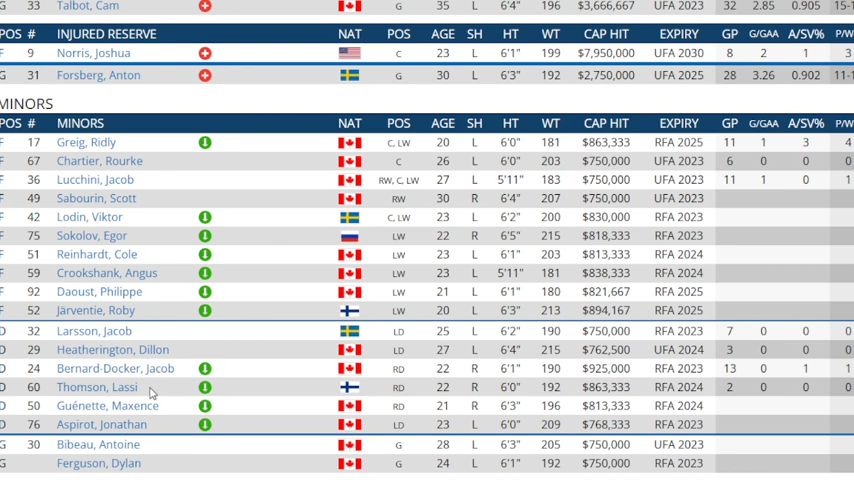 G 33 Talbot, Cam G 35 L 6'4" 196 $3,666,667 UFA 2023 32 2.85 0.905 15-1
POS # INJURED RESERVE NAT POS AGE SH HT WT CAP HIT EXPIRY GP G/GAA A/SV% P/W
F 9 Norris, Joshua C 23 L 6'1" 199 $7,950,000 UFA 2030 8 2 1 3
G 31 Forsberg, Anton G 30 L 6'3" 192 $2,750,000 UFA 2025 28 3.26 0.902 11-1
MINORS
POS # MINORS NAT POS AGE SH HT WT CAP HIT EXPIRY GP G/GAA A/SV% P/W
F 17 Greig, Ridly C, LW 20 L 6'0" 181 $863,333 RFA 2025 11 1 3 4
F 67 Chartier, Rourke C 26 L 6'0" 203 $750,000 UFA 2023 6 0 0 0
F 36 Lucchini, Jacob RW, C, LW 27 L 5'11" 183 $750,000 UFA 2023 11 1 0 1
F 49 Sabourin, Scott RW 30 R 6'4" 207 $750,000 UFA 2023
F 42 Lodin, Viktor C, LW 23 L 6'2" 200 $830,000 RFA 2023
F 75 Sokolov, Egor LW 22 R 6'5" 215 $818,333 RFA 2023
F 51 Reinhardt, Cole LW 23 L 6'1" 203 $813,333 RFA 2024
F 59 Crookshank, Angus LW 23 L 5'11" 181 $838,333 RFA 2024
F 92 Daoust, Philippe LW 21 L 6'1" 180 $821,667 RFA 2025
F 52 Järventie, Roby LW 20 L 6'3" 213 $894,167 RFA 2025
D 32 Larsson, Jacob LD 25 L 6'2" 190 $750,000 RFA 2023 7 0 0 0
D 29 Heatherington, Dillon LD 27 L 6'4" 215 $762,500 UFA 2024 3 0 0 0
D 24 Bernard-Docker, Jacob RD 22 R 6'1" 190 $925,000 RFA 2023 13 0 1 1
D 60 Thomson, Lassi RD 22 R 6'0" 192 $863,333 RFA 2024 2 0 0 0
D 50 Guénette, Maxence RD 21 R 6'3" 196 $813,333 RFA 2024
D 76 Aspirot, Jonathan LD 23 L 6'0" 209 $768,333 RFA 2023
G 30 Bibeau, Antoine G 28 L 6'3" 205 $750,000 UFA 2023
G Ferguson, Dylan G 24 L 6'1" 192 $750,000 RFA 2023